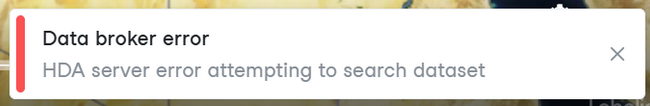 Data broker error
HDA server error attempting to search dataset